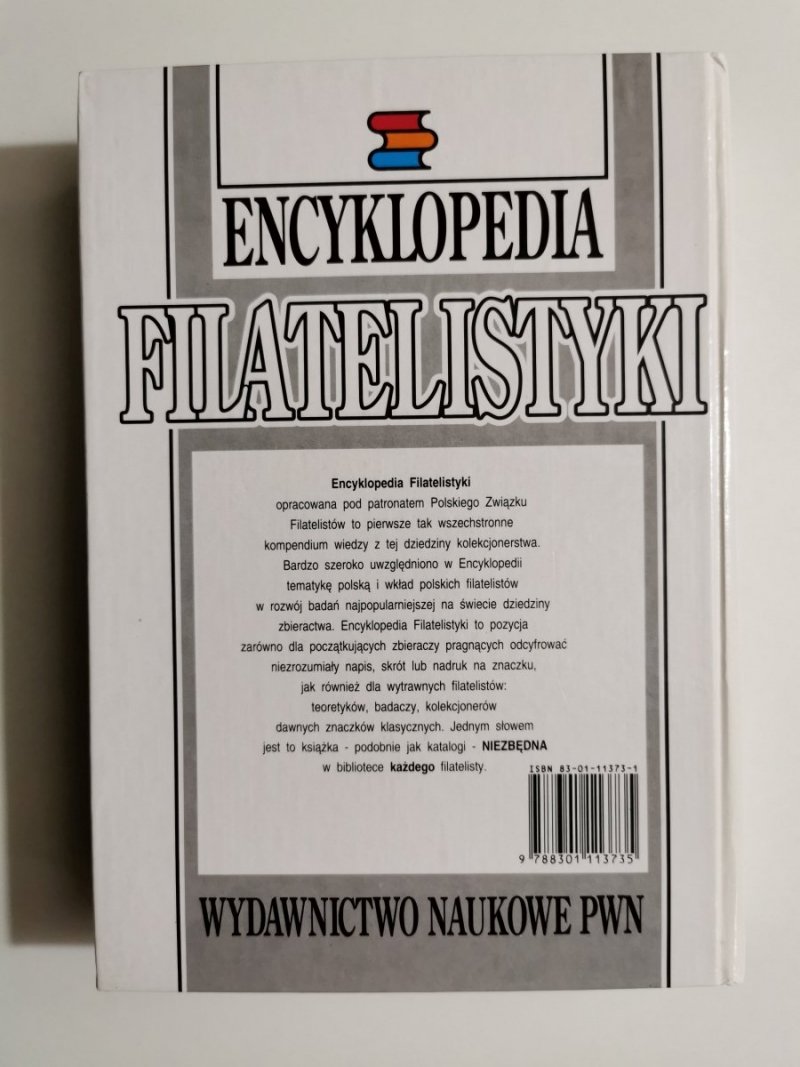 ENCYKLOPEDIA
FILATELISTYKI
Encyklopedia Filatelistyki
opracowana pod patronatem Polskiego Związku
Filatelistów to pierwsze tak wszechstronne
kompendium wiedzy z tej dziedziny kolekcjonerstwa.
Bardzo szeroko uwzględniono w Encyklopedii
tematykę polską i wkład polskich filatelistów
w rozwój badań najpopularniejszej na świecie dziedziny
zbieractwa. Encyklopedia Filatelistyki to pozycja
zarówno dla początkujących zbieraczy pragnących odcyfrować
niezrozumiały napis, skrót lub nadruk na znaczku,
jak również dla wytrawnych filatelistów:
teoretyków, badaczy, kolekcjonerów
dawnych znaczków klasycznych. Jednym słowem
jest to książka - podobnie jak katalogi - NIEZBĘDNA
w bibliotece każdego filatelisty.
ISBN 83-01-11373-1
9 788301 113735
WYDAWNICTWO NAUKOWE PWN